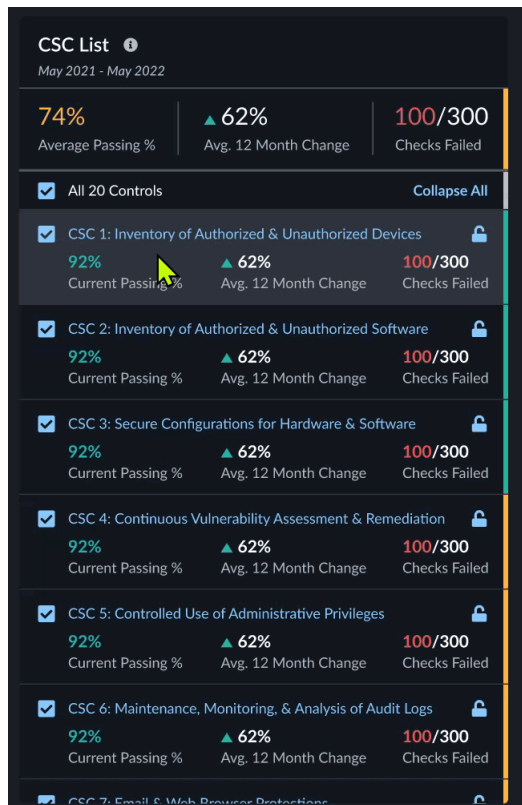 CSC List
May 2021 - May 2022
74% 62% 100/300
Average Passing % Avg. 12 Month Change Checks Failed
All 20 Controls Collapse All
CSC 1: Inventory of Authorized & Unauthorized Devices
92% 62% 100/300
Current Passing % Avg. 12 Month Change Checks Failed
CSC 2: Inventory of Authorized & Unauthorized Software
92% 62% 100/300
Current Passing % Avg. 12 Month Change Checks Failed
CSC 3: Secure Configurations for Hardware & Software
92% 62% 100/300
Current Passing % Avg. 12 Month Change Checks Failed
CSC 4: Continuous Vulnerability Assessment & Remediation
92% 62% 100/300
Current Passing % Avg. 12 Month Change Checks Failed
CSC 5: Controlled Use of Administrative Privileges
92% 62% 100/300
Current Passing % Avg. 12 Month Change Checks Failed
CSC 6: Maintenance, Monitoring, & Analysis of Audit Logs
92% 62% 100/300
Current Passing % Avg. 12 Month Change Checks Failed
CSC 7: Email & Web Browser Protections